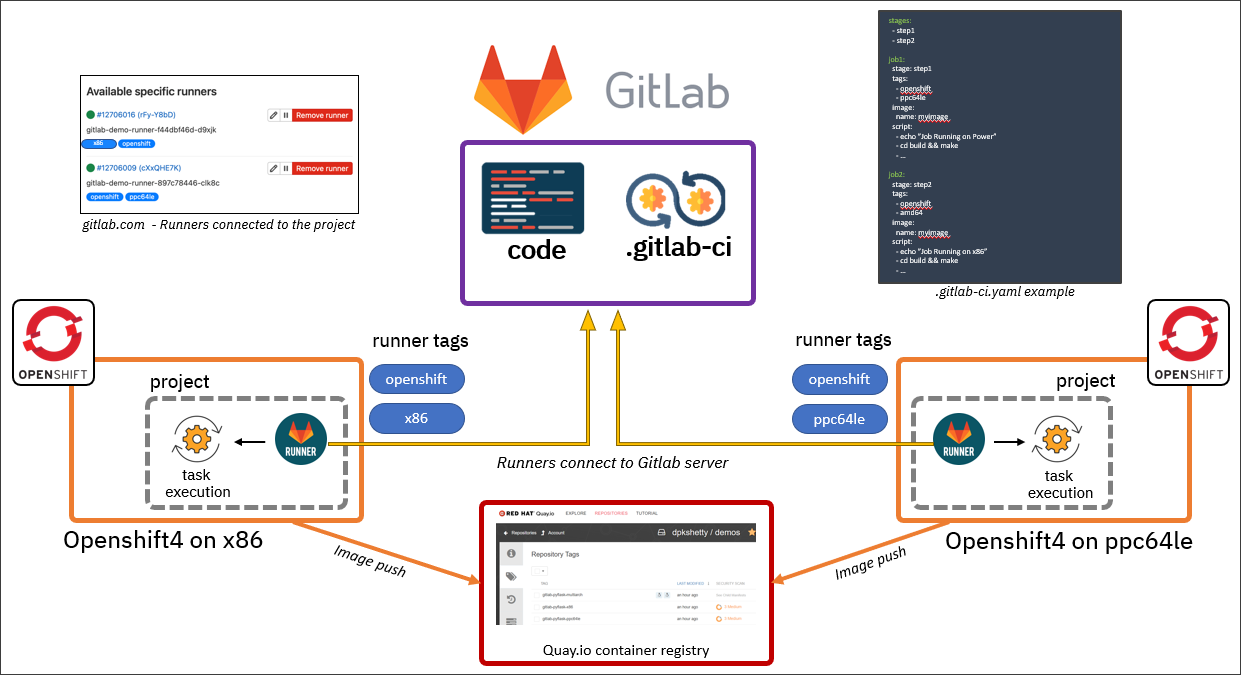 Available specific runners
#12706016 (rFy-Y8bD)
Remove runner
gitlab-demo-runner-f44dbf46d-d9xjk
x86 openshift
#12706009 (cXxQHE7K)
Remove runner
gitlab-demo-runner-897c78446-clk8c
openshift ppc64le
gitlab.com - Runners connected to the project
GitLab
code
.gitlab-ci
stages:
- step1
- step2
job1:
stage: step1
tags:
- openshift
- ppc64le
image:
name: myimage
script:
- echo "Job Running on Power"
- cd build && make
- ...
job2:
stage: step2
tags:
- openshift
- amd64
image:
name: myimage
script:
- echo "Job Running on x86"
- cd build && make
- ...
.gitlab-ci.yaml example
OPENSHIFT
project
RUNNER
task
execution
Openshift4 on x86
runner tags
openshift
x86
Runners connect to Gitlab server
runner tags
openshift
ppc64le
OPENSHIFT
project
RUNNER
task
execution
Openshift4 on ppc64le
Image push
Image push
RED HAT Quay.io EXPLORE REPOSITORIES TUTORIAL
Repositories Account dpkshetty / demos
Repository Tags
TAG LAST MODIFIED SECURITY SCAN
gitlab-pyflask-multiarch an hour ago
gitlab-pyflask-x86 an hour ago
gitlab-pyflask-ppc64le an hour ago
Quay.io container registry